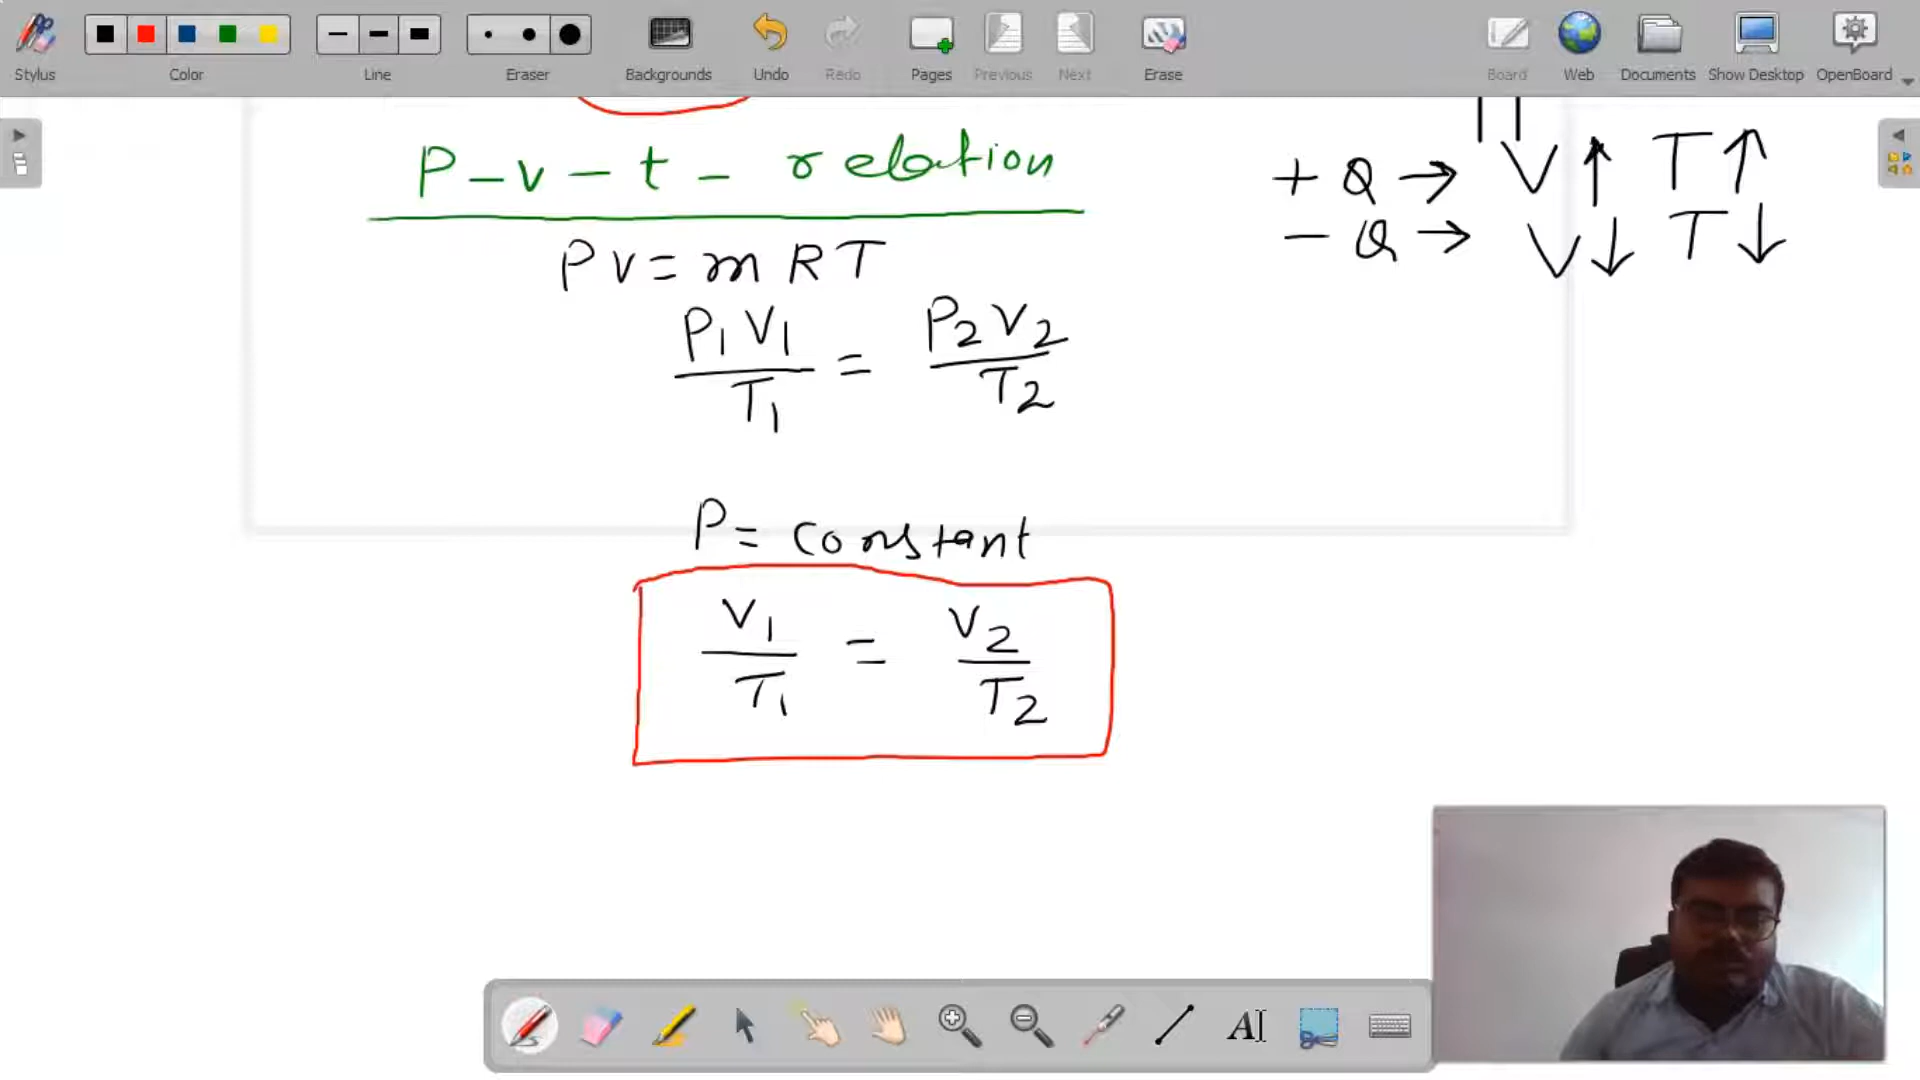 Stylus Color Line Eraser Backgrounds Undo Redo Pages Previous Next Erase Board Web Documents Show Desktop OpenBoard
P-v-t- relation
PV=mRT
P1V1/T1 = P2V2/T2
P= constant
V1/T1 = V2/T2
+Q → V↑ T↑
-Q → V↓ T↓
AI